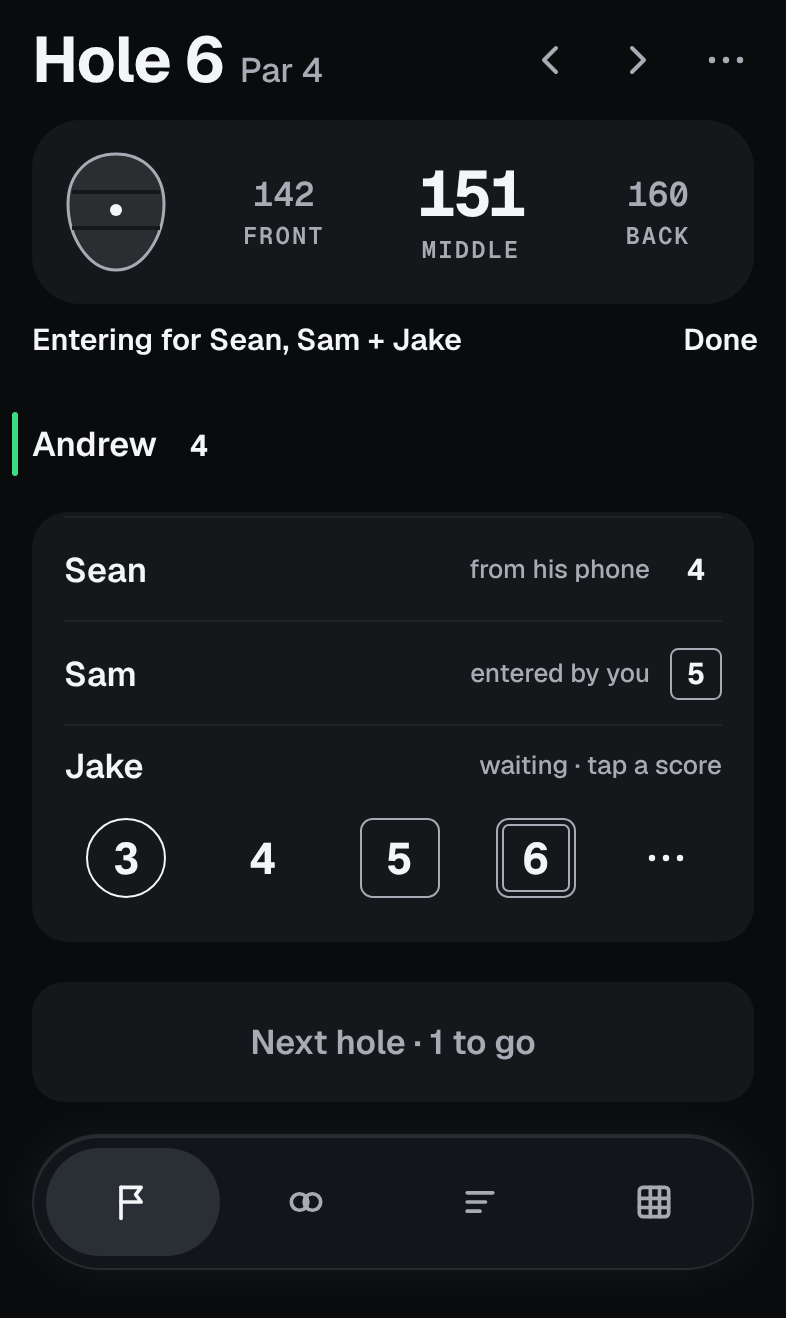 Hole 6 Par 4
142 151 160
FRONT MIDDLE BACK
Entering for Sean, Sam + Jake Done
Andrew 4
Sean from his phone 4
Sam entered by you 5
Jake waiting · tap a score
3 4 5 6 ...
Next hole · 1 to go